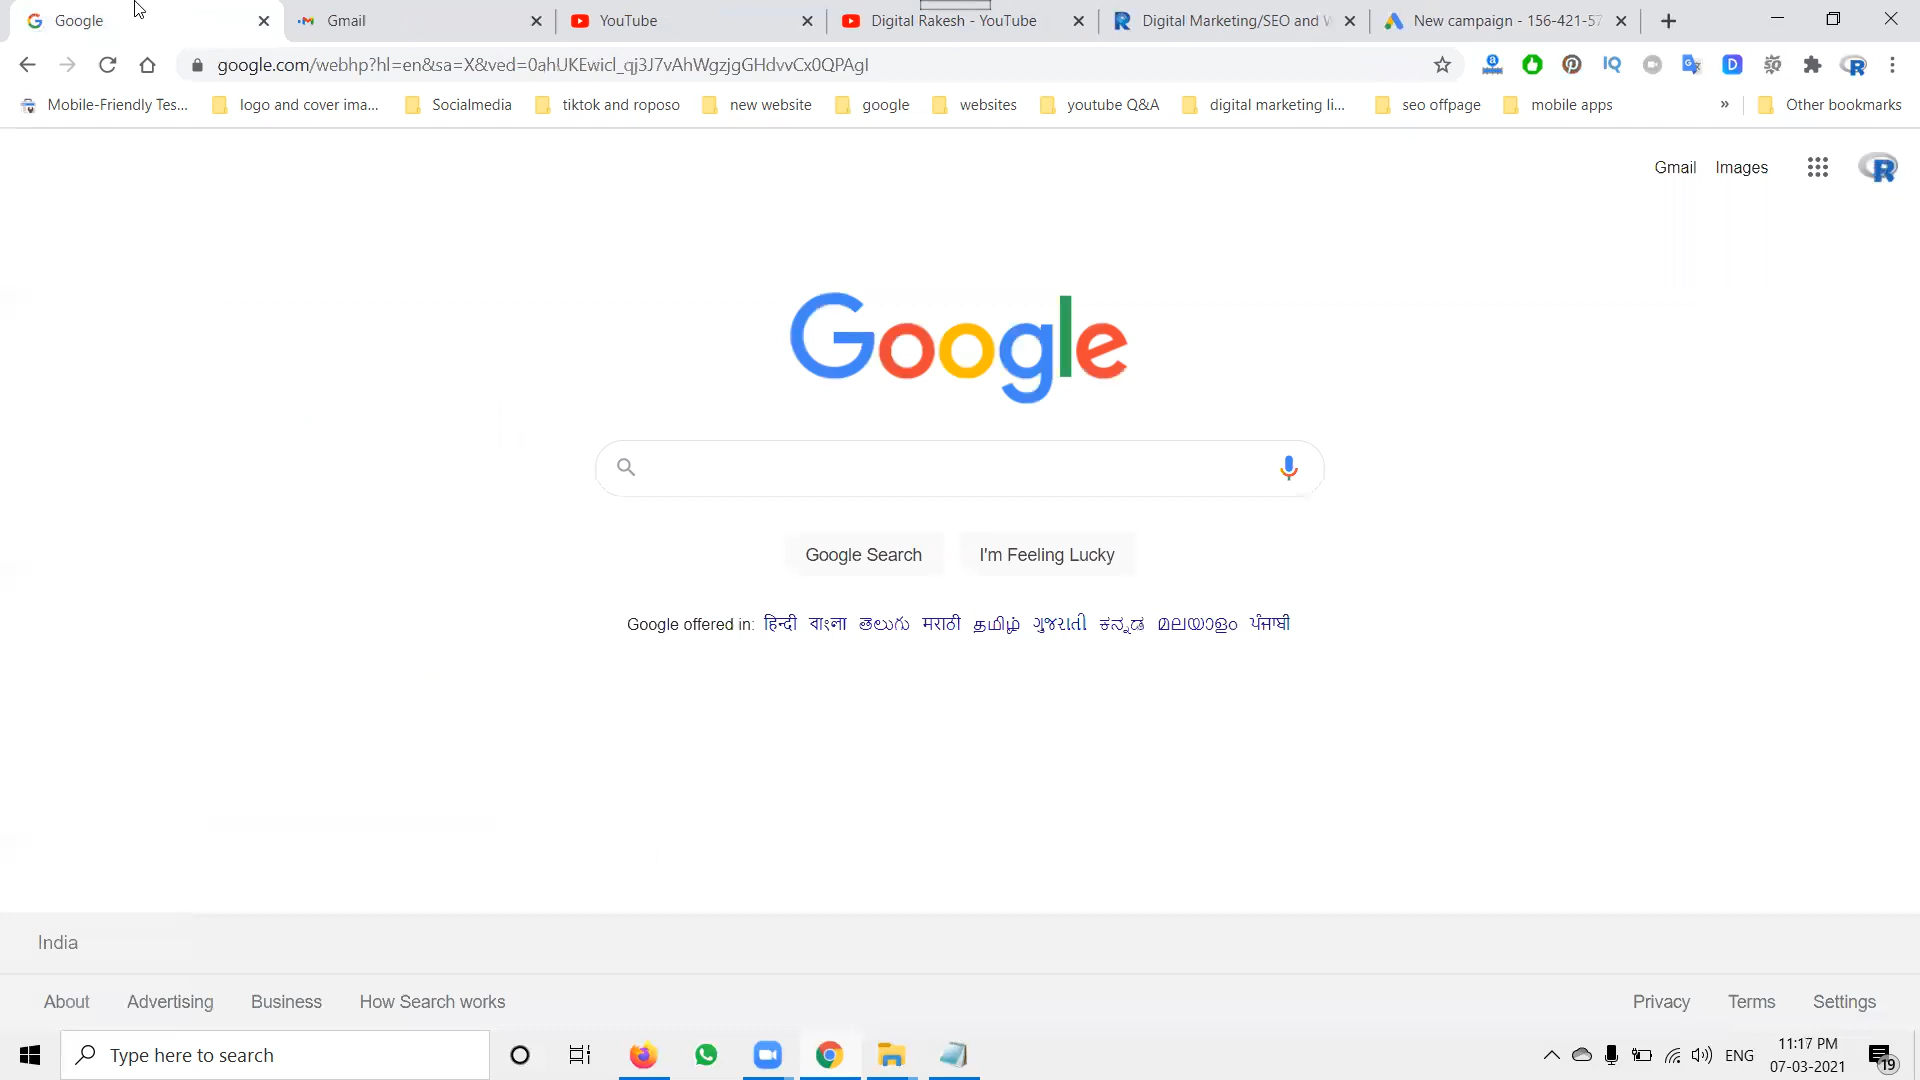 Google
Gmail
YouTube
Digital Rakesh - YouTube
Digital Marketing/SEO and
New campaign - 156-421-57
google.com/webhp?hl=en&sa=X&ved=0ahUKEwicl_qj3J7vAhWgzjgGHdvvCx0QPAgI
Mobile-Friendly Tes...
logo and cover ima...
Socialmedia
tiktok and roposo
new website
google
websites
youtube Q&A
digital marketing li...
seo offpage
mobile apps
»
Other bookmarks
Gmail
Images
Google
Google Search
I'm Feeling Lucky
Google offered in: हिन्दी বাংলা తెలుగు मराठी தமிழ் ગુજરાતી ಕನ್ನಡ മലയാളം ਪੰਜਾਬੀ
India
About
Advertising
Business
How Search works
Privacy
Terms
Settings
Type here to search
ENG
11:17 PM
07-03-2021
19